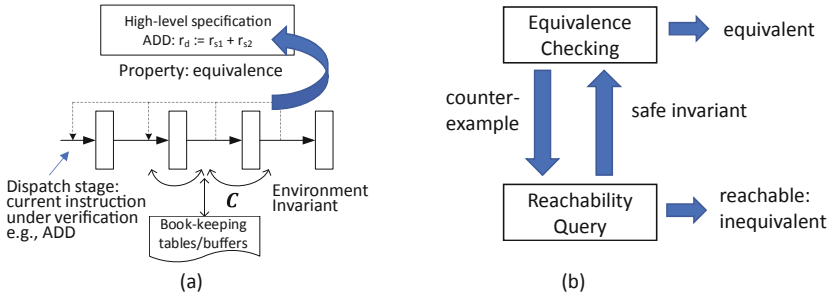 High-level specification
ADD: rd := rs1 + rs2
Property: equivalence
Dispatch stage:
current instruction
under verification
e.g., ADD
C
Environment
Invariant
Book-keeping
tables/buffers
(a)
Equivalence
Checking
equivalent
counter-
example
safe invariant
Reachability
Query
reachable:
inequivalent
(b)